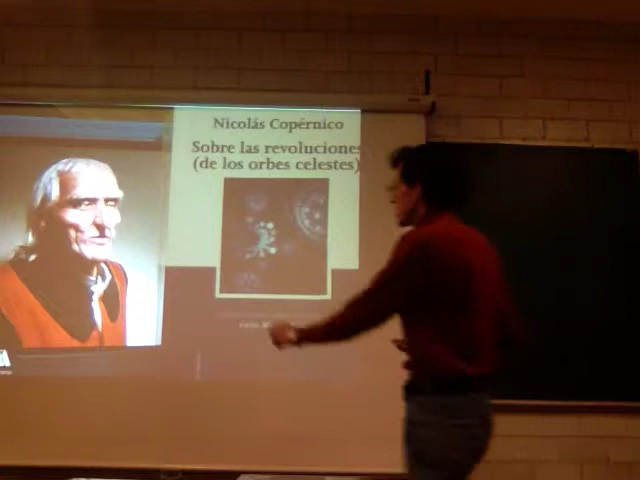 Nicolás Copérnico
Sobre las revoluciones
(de los orbes celestes)